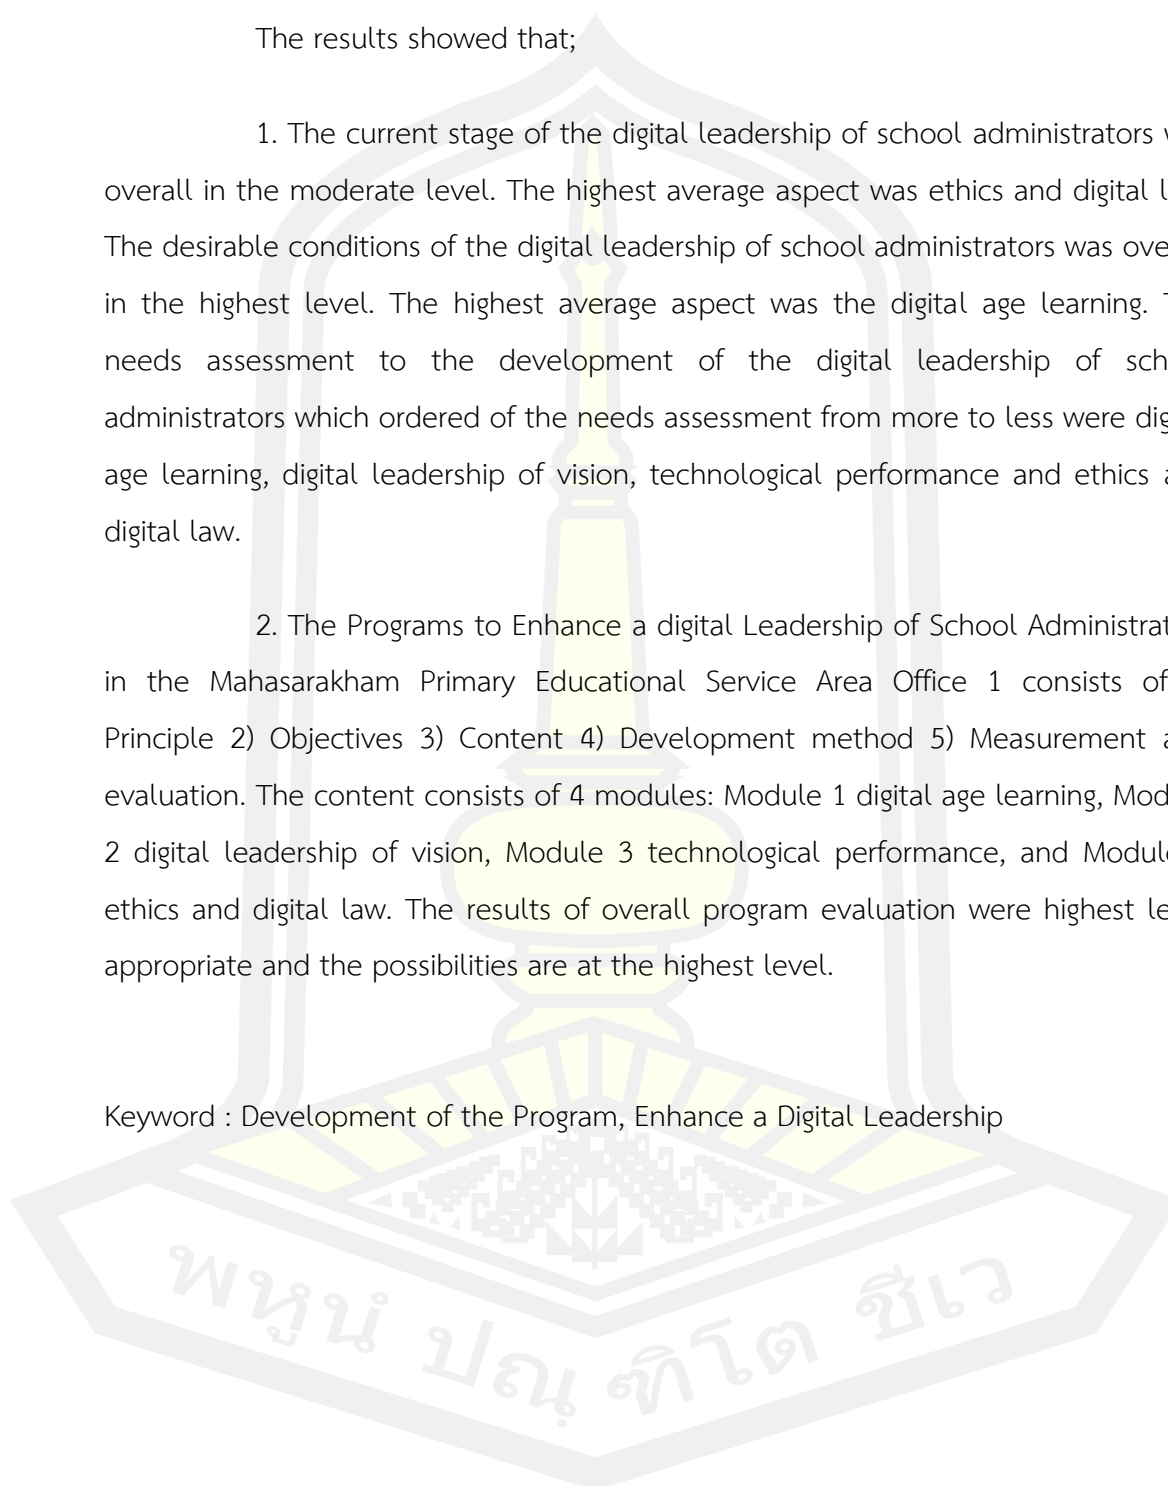 The results showed that;
1. The current stage of the digital leadership of school administrators
overall in the moderate level. The highest average aspect was ethics and digital
The desirable conditions of the digital leadership of school administrators was
in the highest level. The highest average aspect was the digital age learning.
needs assessment to the development of the digital leadership of
administrators which ordered of the needs assessment from more to less were
age learning, digital leadership of vision, technological performance and ethics
digital law.
2. The Programs to Enhance a digital Leadership of School
in the Mahasarakham Primary Educational Service Area Office 1 consists of
Principle 2) Objectives 3) Content 4) Development method 5) Measurement
evaluation. The content consists of 4 modules: Module 1 digital age learning,
2 digital leadership of vision, Module 3 technological performance, and Module
ethics and digital law. The results of overall program evaluation were highest
appropriate and the possibilities are at the highest level.
Keyword : Development of the Program, Enhance a Digital Leadership
พหูนํ ปณฺฑิโต ชีเว